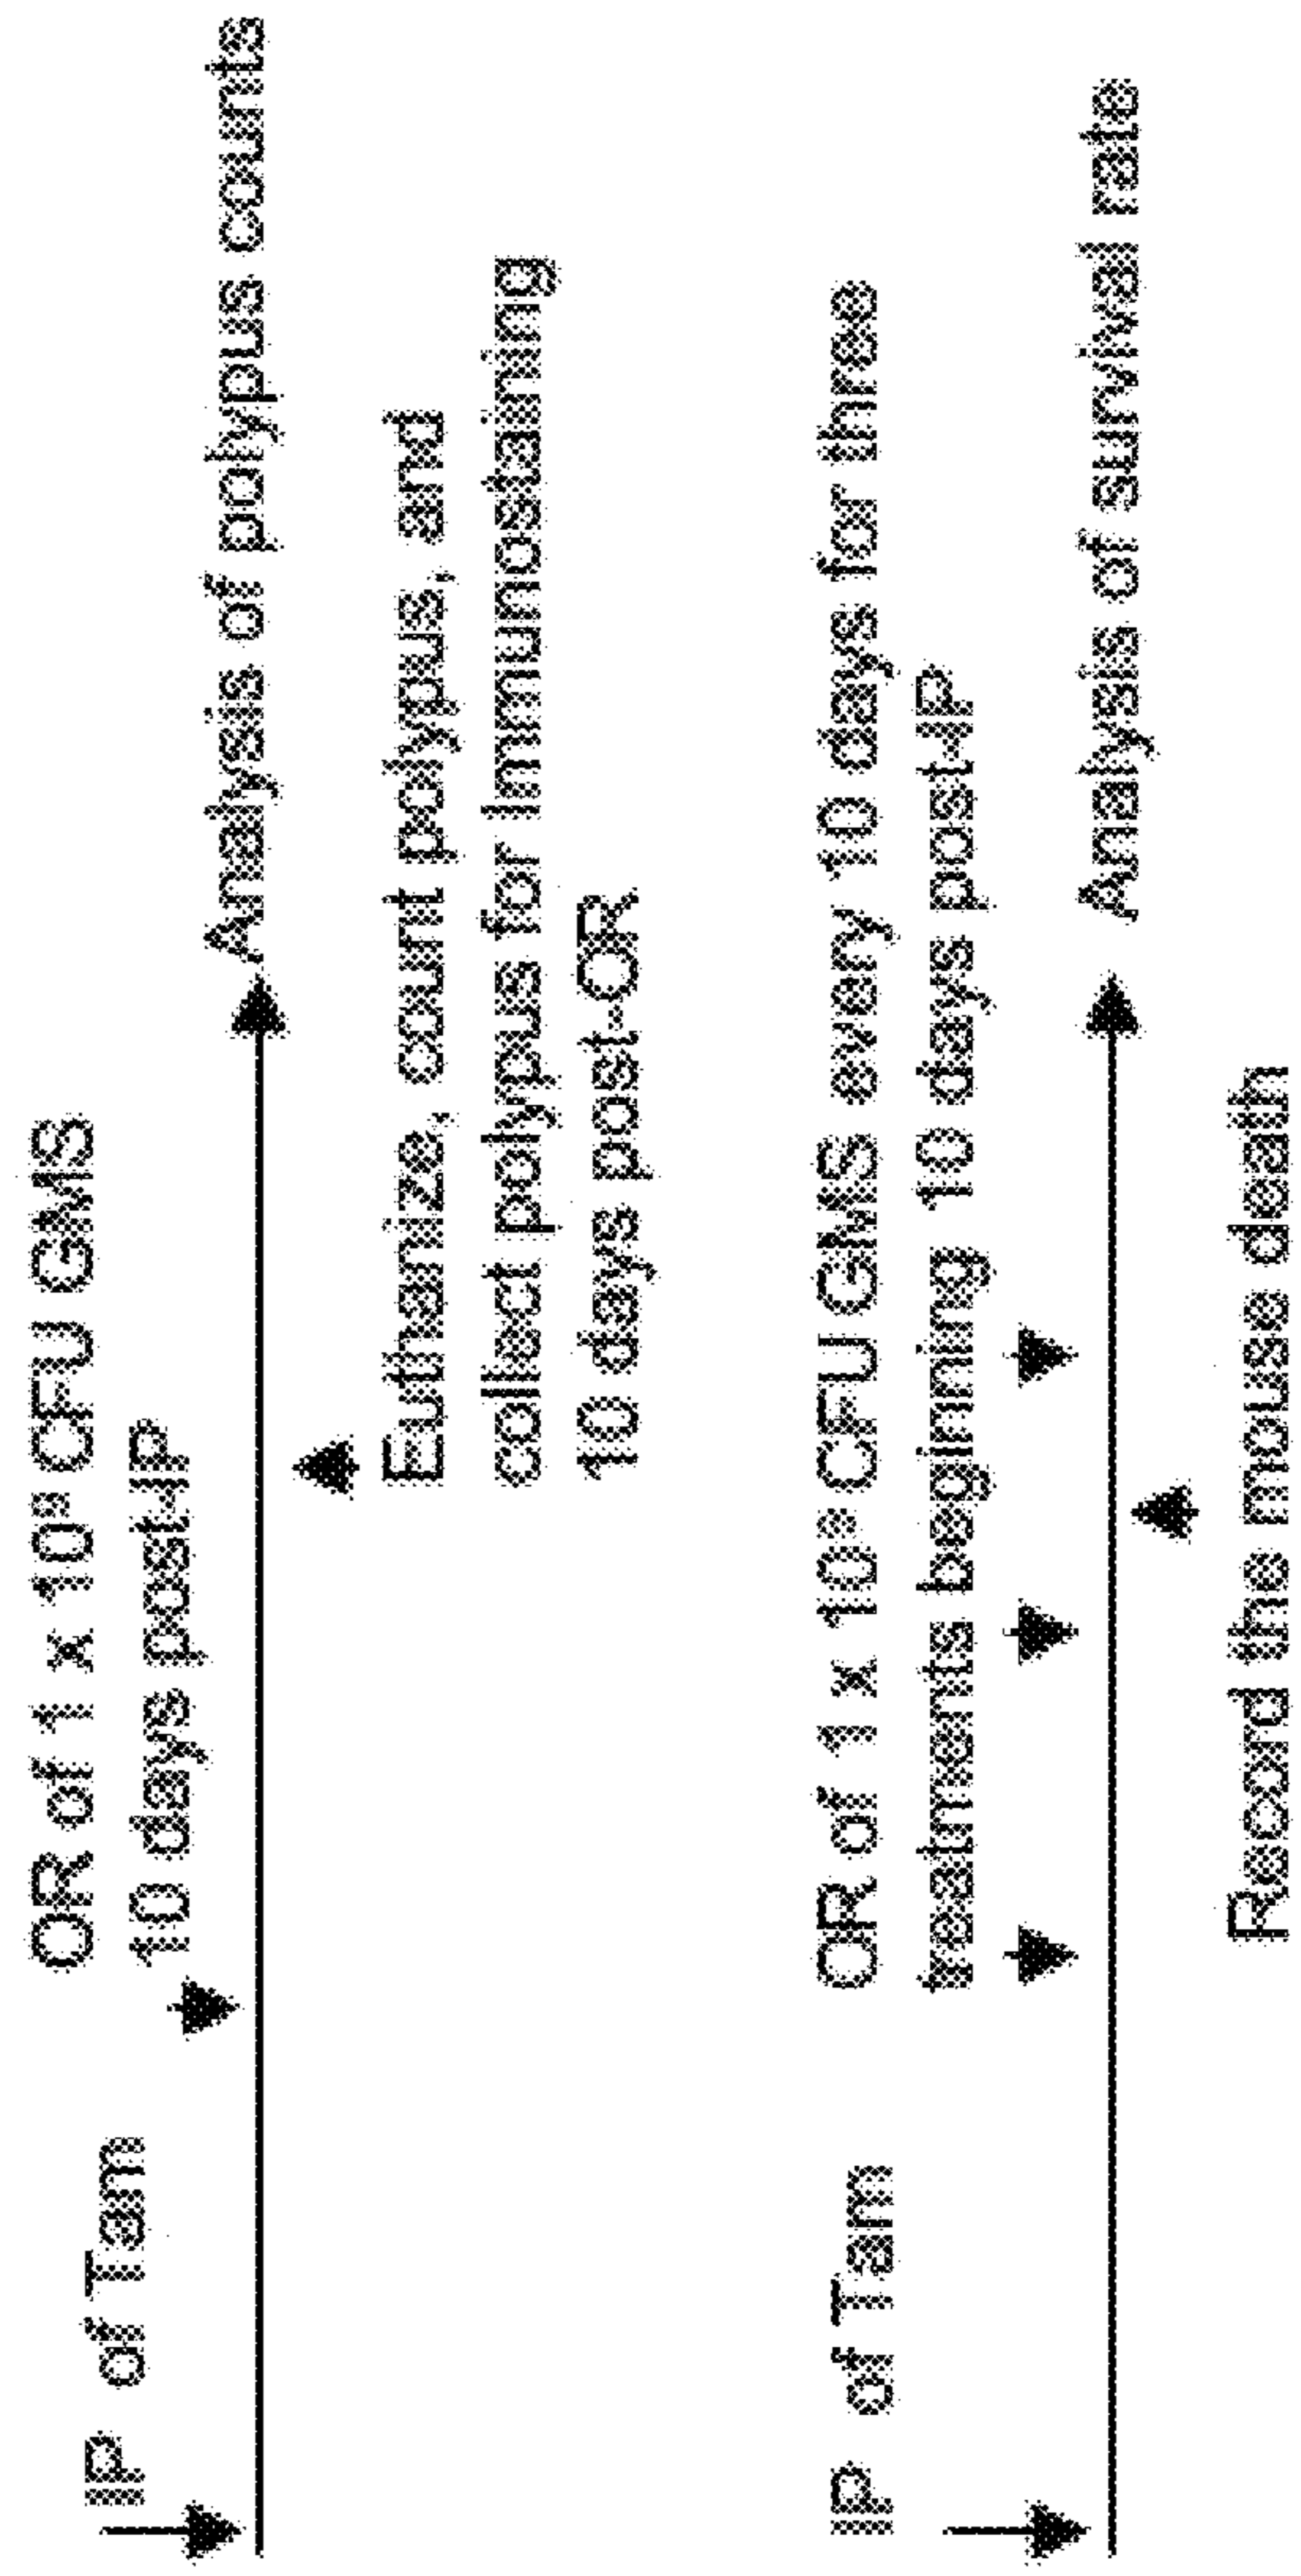 OR of 1 x 10⁹ CFU GMS
10 days post-IP
IP of Tam
Analysis of polypus counts
Euthanize, count polypus, and
collect polypus for Immunostaining
10 days post-OR
OR of 1 x 10⁹ CFU GMS every 10 days for three
treatments beginning 10 days post-IP
IP of Tam
Analysis of survival rate
Record the mouse death